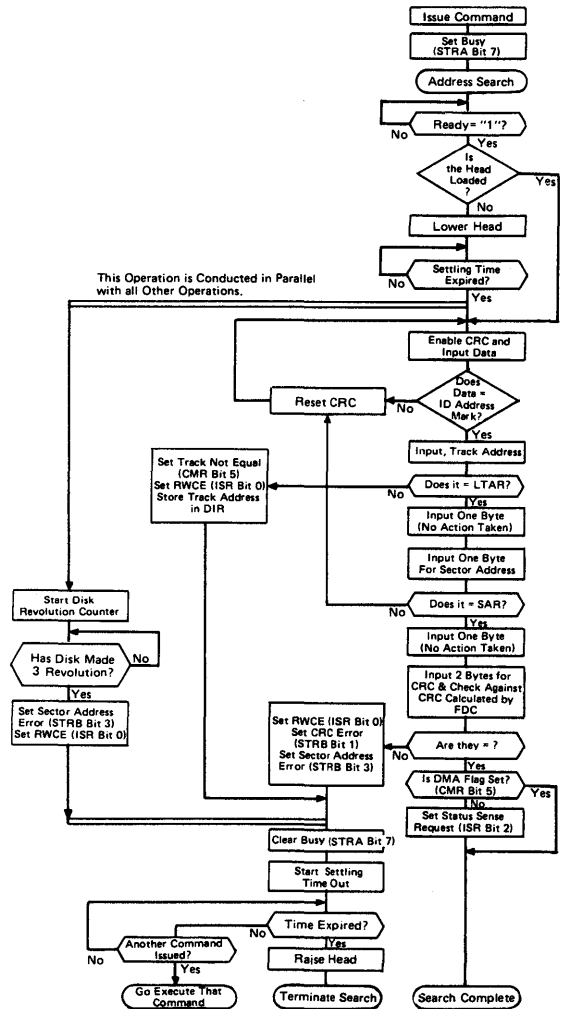 Issue Command
Set Busy
(STRA Bit 7)
Address Search
Ready= "1"?
No
Yes
Is
the Head
Loaded
?
Yes
No
Lower Head
Settling Time
Expired?
No
Yes
This Operation is Conducted in Parallel
with all Other Operations.
Enable CRC and
Input Data
Does
Data =
ID Address
Mark?
No
Reset CRC
Yes
Input, Track Address
Does it = LTAR?
No
Set Track Not Equal
(CMR Bit 5)
Set RWCE (ISR Bit 0)
Store Track Address
in DIR
Yes
Input One Byte
(No Action Taken)
Input One Byte
For Sector Address
Does it = SAR?
No
Yes
Input One Byte
(No Action Taken)
Input 2 Bytes for
CRC & Check Against
CRC Calculated by
FDC
Start Disk
Revolution Counter
Has Disk Made
3 Revolution?
No
Yes
Set Sector Address
Error (STRB Bit 3)
Set RWCE (ISR Bit 0)
Set RWCE (ISR Bit 0)
Set CRC Error
(STRB Bit 1)
Set Sector Address
Error (STRB Bit 3)
Are they = ?
No
Yes
Is DMA Flag Set?
(CMR Bit 5)
Yes
No
Set Status Sense
Request (ISR Bit 2)
Clear Busy (STRA Bit 7)
Start Settling
Time Out
Time Expired?
No
Yes
Another Command
Issued?
No
Yes
Raise Head
Go Execute That
Command
Terminate Search
Search Complete